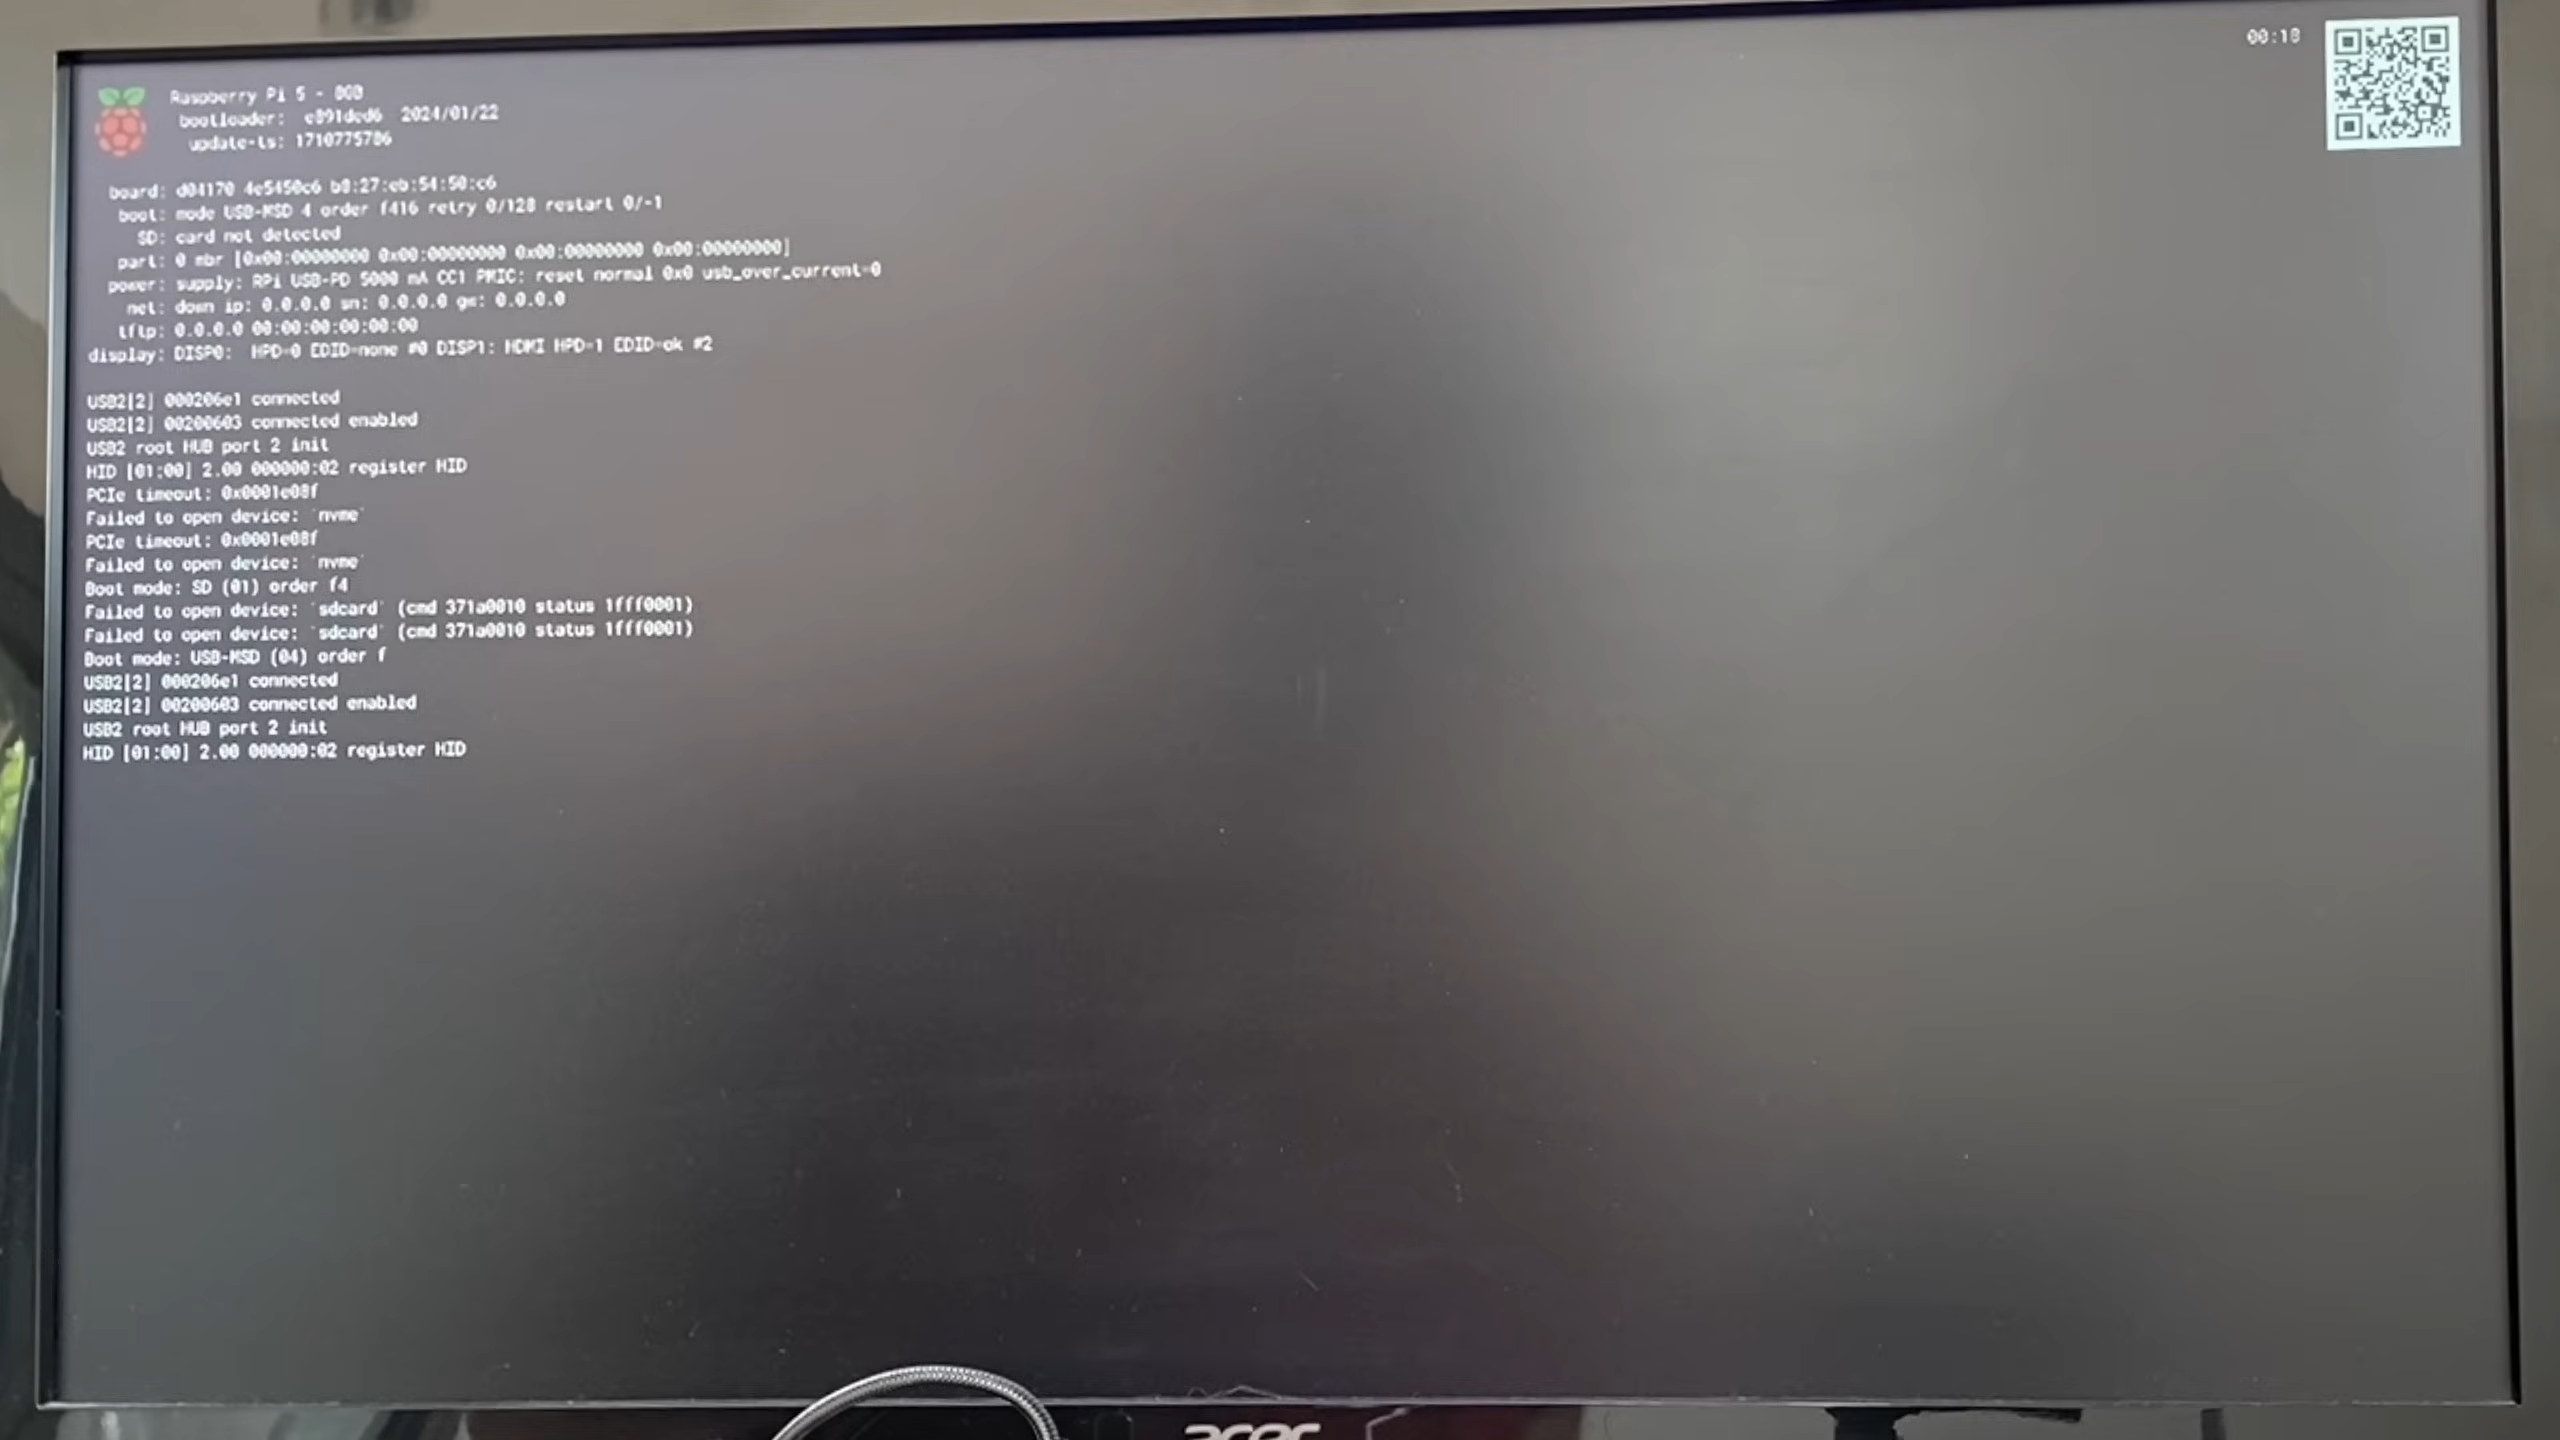 00:18
Raspberry Pi 5 - 8GB
bootloader: e891ded6 2024/01/22
update-ts: 1710775786
board: d04170 4e5450c6 b8:27:eb:54:50:c6
boot: mode USB-MSD 4 order f416 retry 0/128 restart 0/-1
SD: card not detected
part: 0 mbr [0x00:00000000 0x00:00000000 0x00:00000000 0x00:00000000]
power: supply: RPi USB-PD 5000 mA CC1 PMIC: reset normal 0x0 usb_over_current=0
net: down ip: 0.0.0.0 sn: 0.0.0.0 gw: 0.0.0.0
tftp: 0.0.0.0 00:00:00:00:00:00
display: DISP0: HPD=0 EDID=none #0 DISP1: HDMI HPD=1 EDID=ok #2
USB2[2] 000206e1 connected
USB2[2] 00200603 connected enabled
USB2 root HUB port 2 init
HID [01:00] 2.00 000000:02 register HID
PCIe timeout: 0x0001e08f
Failed to open device: `nvme`
PCIe timeout: 0x0001e08f
Failed to open device: `nvme`
Boot mode: SD (01) order f4
Failed to open device: `sdcard` (cmd 371a0010 status 1fff0001)
Failed to open device: `sdcard` (cmd 371a0010 status 1fff0001)
Boot mode: USB-MSD (04) order f
USB2[2] 000206e1 connected
USB2[2] 00200603 connected enabled
USB2 root HUB port 2 init
HID [01:00] 2.00 000000:02 register HID
acer